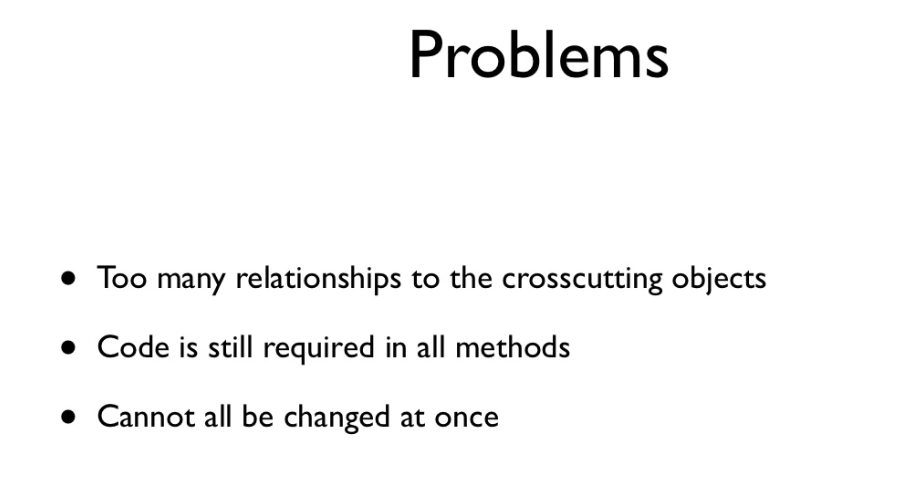 Problems
• Too many relationships to the crosscutting objects
• Code is still required in all methods
• Cannot all be changed at once